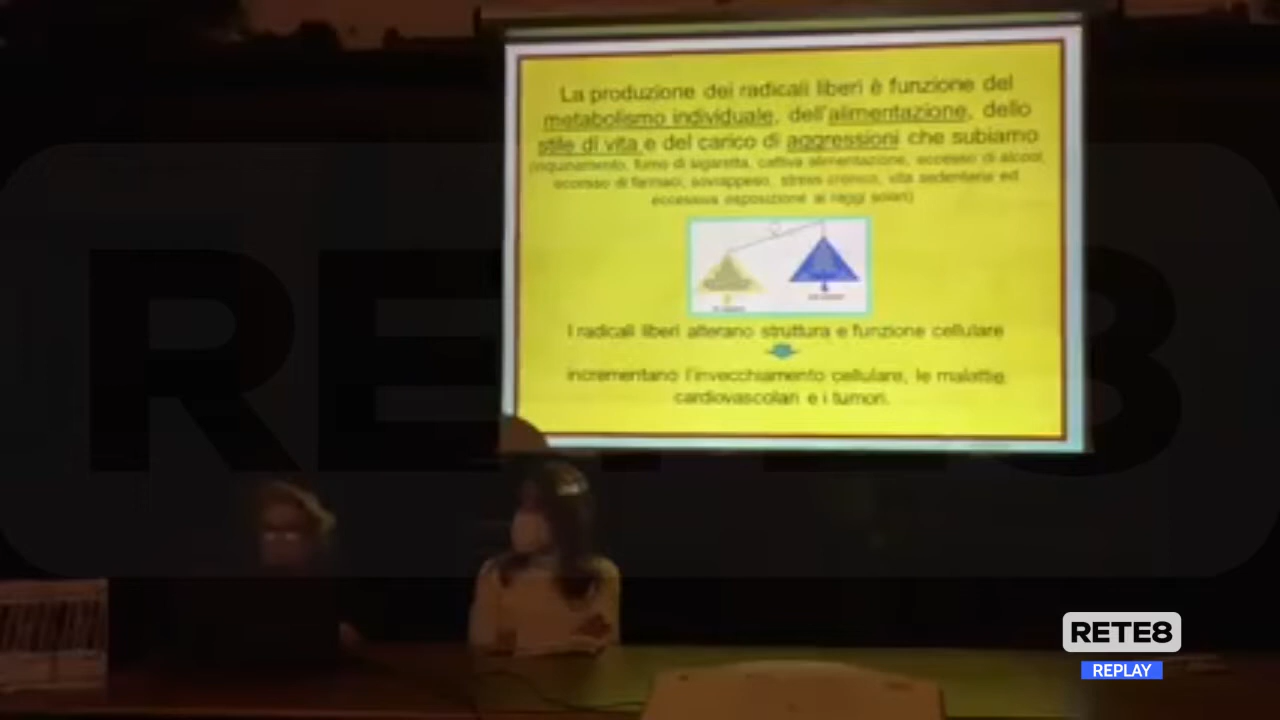 La produzione dei radicali liberi è funzione del
metabolismo individuale, dell'alimentazione, dello
stile di vita e del carico di aggressioni che subiamo
(inquinamento, fumo di sigaretta, cattiva alimentazione, eccesso di alcool,
eccesso di farmaci, sovrappeso, stress cronico, vita sedentaria ed
eccessiva esposizione ai raggi solari)
I radicali liberi alterano struttura e funzione cellulare
incrementano l'invecchiamento cellulare, le malattie
cardiovascolari e i tumori.
RETE8
RETE8
REPLAY